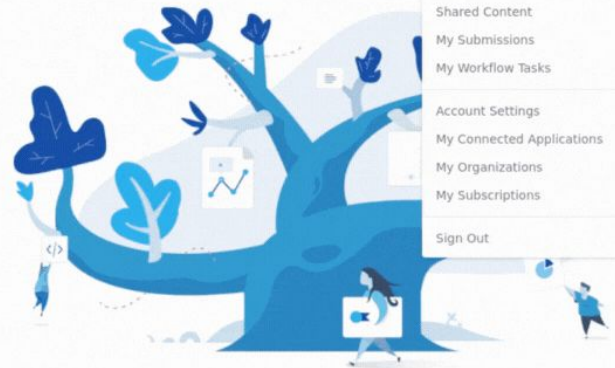 Shared Content
My Submissions
My Workflow Tasks
Account Settings
My Connected Applications
My Organizations
My Subscriptions
Sign Out
</>